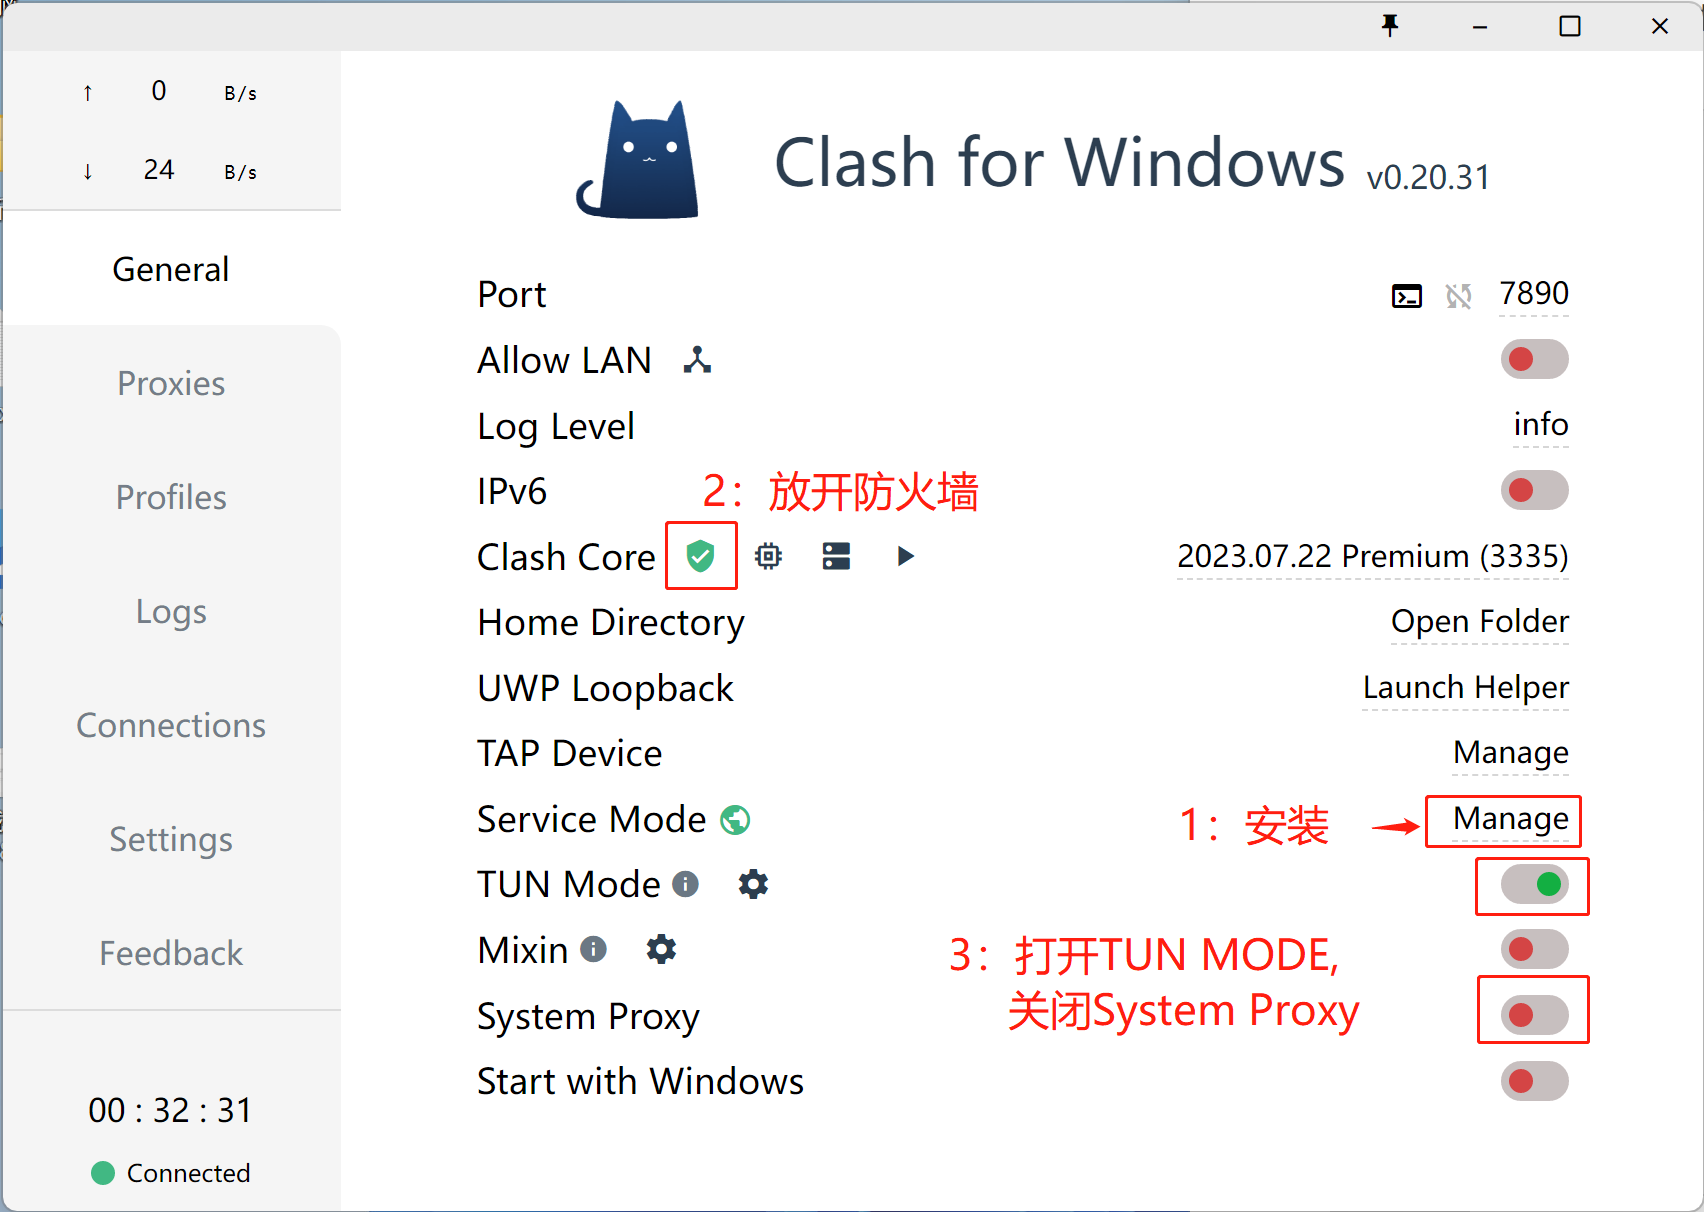 ↑ 0 B/s
↓ 24 B/s
General
Proxies
Profiles
Logs
Connections
Settings
Feedback
00 : 32 : 31
Connected
Clash for Windows v0.20.31
Port 7890
Allow LAN
Log Level info
IPv6
2：放开防火墙
Clash Core 2023.07.22 Premium (3335)
Home Directory Open Folder
UWP Loopback Launch Helper
TAP Device Manage
Service Mode 1：安装 Manage
TUN Mode
Mixin
3：打开TUN MODE,
关闭System Proxy
System Proxy
Start with Windows